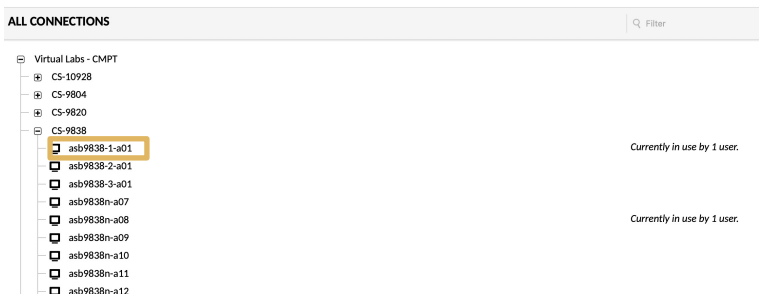 ALL CONNECTIONS
Filter
Virtual Labs - CMPT
CS-10928
CS-9804
CS-9820
CS-9838
asb9838-1-a01 Currently in use by 1 user.
asb9838-2-a01
asb9838-3-a01
asb9838n-a07
asb9838n-a08 Currently in use by 1 user.
asb9838n-a09
asb9838n-a10
asb9838n-a11
asb9838n-a12